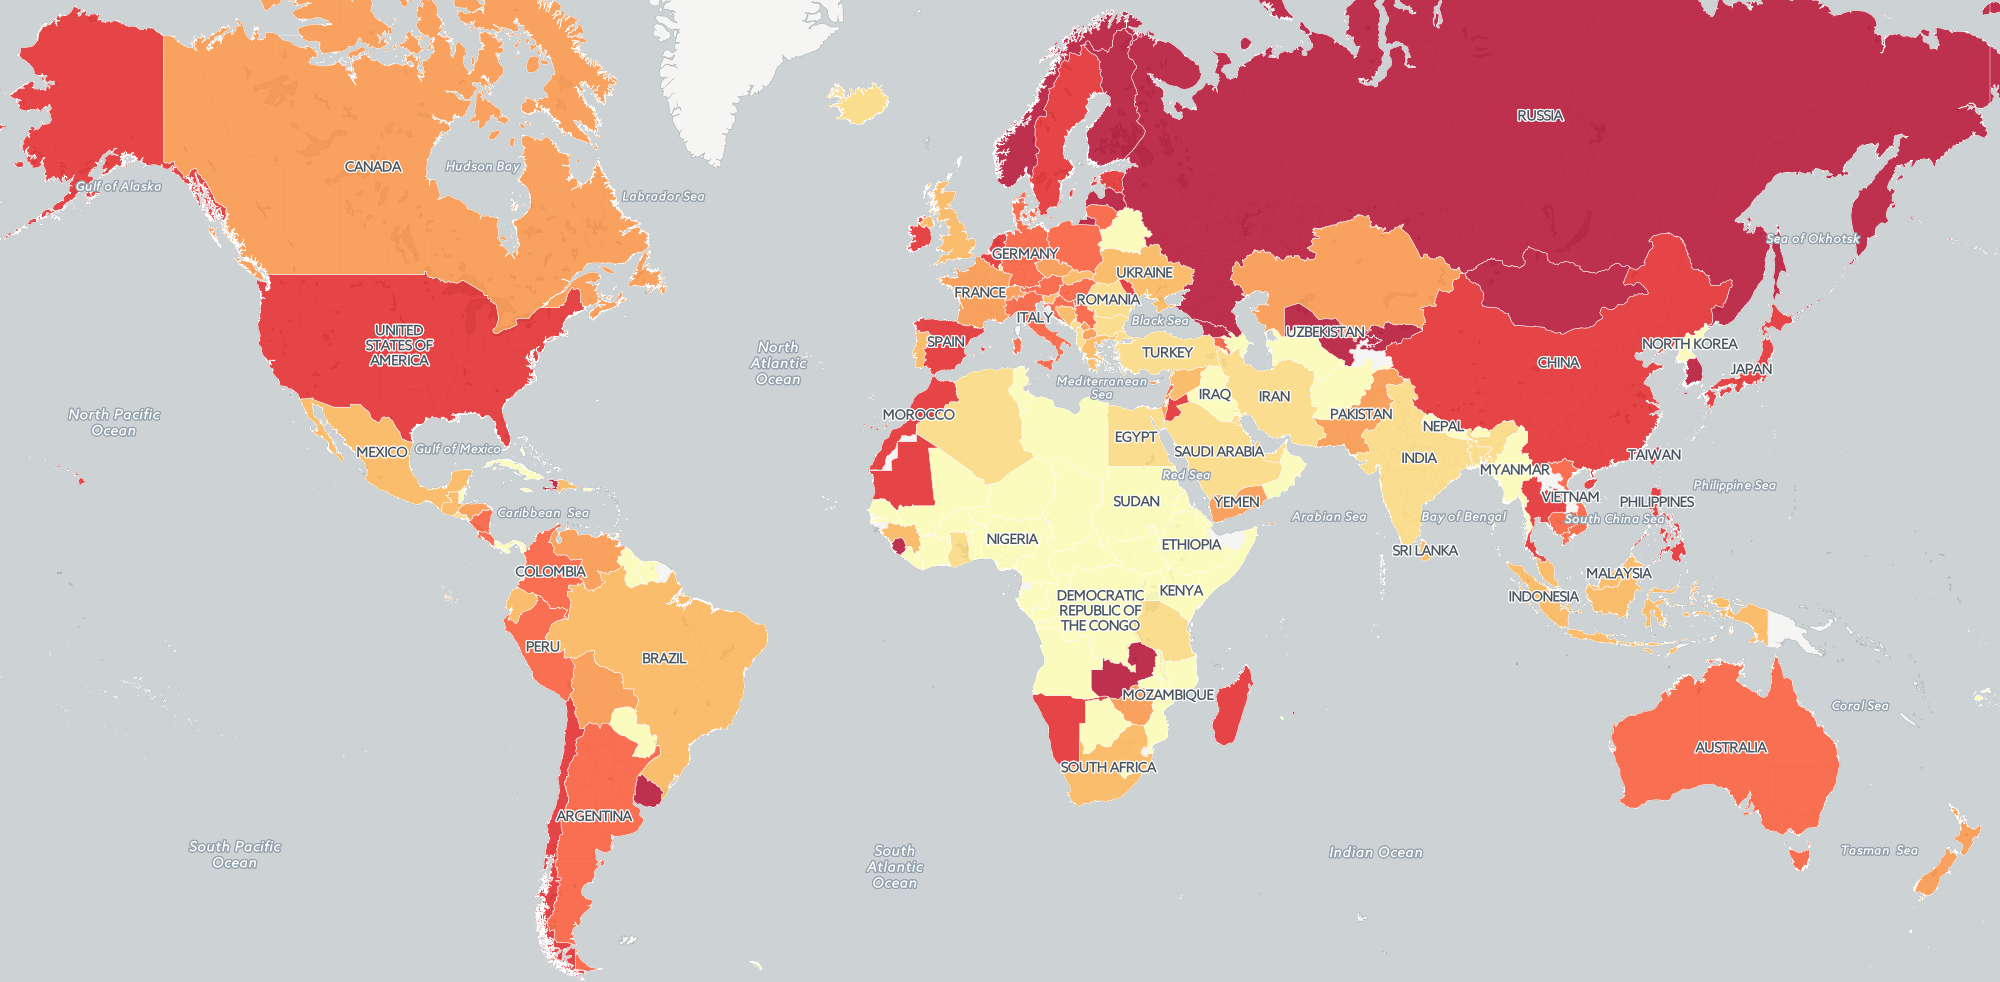 RUSSIA
CANADA
Hudson Bay
Gulf of Alaska
Labrador Sea
Sea of Okhotsk
GERMANY
UKRAINE
FRANCE
ROMANIA
ITALY
Black Sea
UNITED
STATES OF
AMERICA
SPAIN
UZBEKISTAN
NORTH KOREA
North
Atlantic
Ocean
TURKEY
CHINA
JAPAN
Mediterranean
Sea
IRAQ
IRAN
North Pacific
Ocean
MOROCCO
PAKISTAN
NEPAL
EGYPT
MEXICO
Gulf of Mexico
SAUDI ARABIA
INDIA
TAIWAN
MYANMAR
Red Sea
Philippine Sea
SUDAN
YEMEN
VIETNAM
PHILIPPINES
Caribbean Sea
Arabian Sea
Bay of Bengal
South China Sea
NIGERIA
ETHIOPIA
SRI LANKA
COLOMBIA
MALAYSIA
KENYA
INDONESIA
DEMOCRATIC
REPUBLIC OF
THE CONGO
PERU
BRAZIL
MOZAMBIQUE
Coral Sea
AUSTRALIA
SOUTH AFRICA
ARGENTINA
South Pacific
Ocean
South
Atlantic
Ocean
Indian Ocean
Tasman Sea